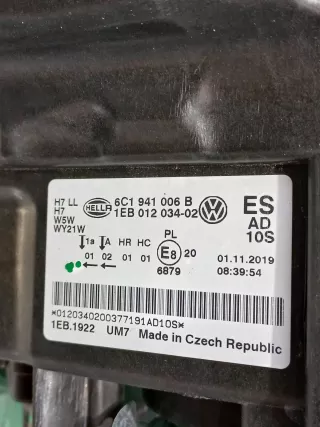 H7 LL HELLA 6C1 941 006 B ES
H7 1EB 012 034-02 AD
W5W 10S
WY21W
1a A HR HC PL
01 02 01 01 E8 20 01.11.2019
6879 08:39:54
*0120340200377191AD10S*
1EB.1922 UM7 Made in Czech Republic